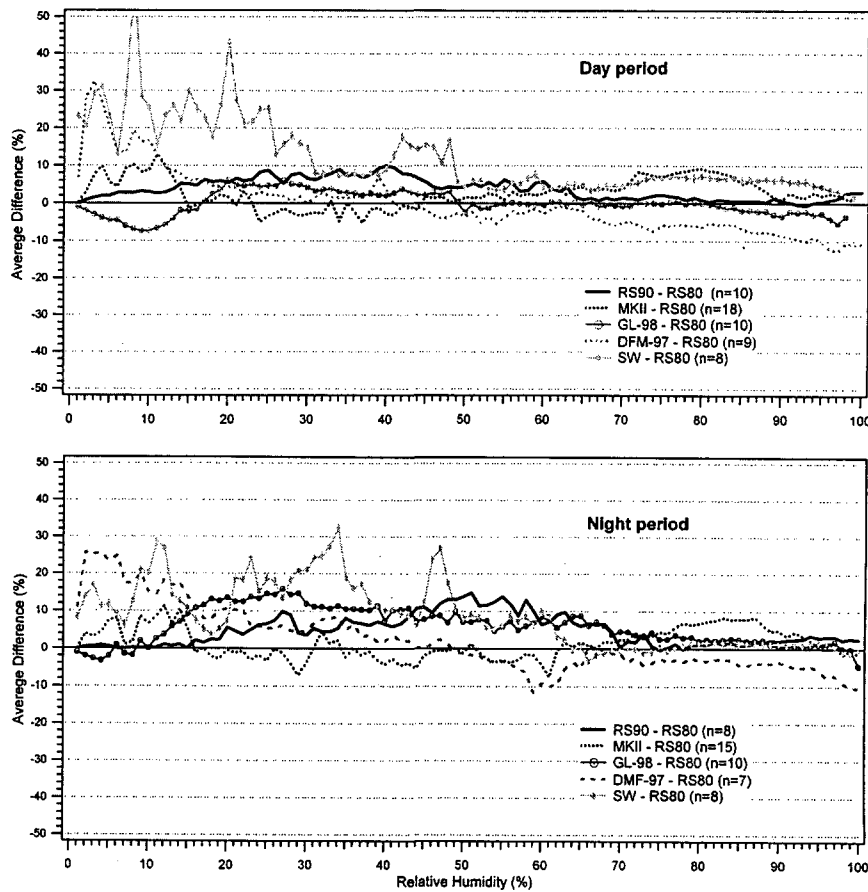 50
40
30
20
10
0
-10
-20
-30
-40
-50
Averege Difference (%)
Day period
RS90 - RS80 (n=10)
MKII - RS80 (n=18)
GL-98 - RS80 (n=10)
DFM-97 - RS80 (n=9)
SW - RS80 (n=8)
0 10 20 30 40 50 60 70 80 90 100
50
40
30
20
10
0
-10
-20
-30
-40
-50
Averege Difference (%)
Night period
RS90 - RS80 (n=8)
MKII - RS80 (n=15)
GL-98 - RS80 (n=10)
DMF-97 - RS80 (n=7)
SW - RS80 (n=8)
0 10 20 30 40 50 60 70 80 90 100
Relative Humidity (%)